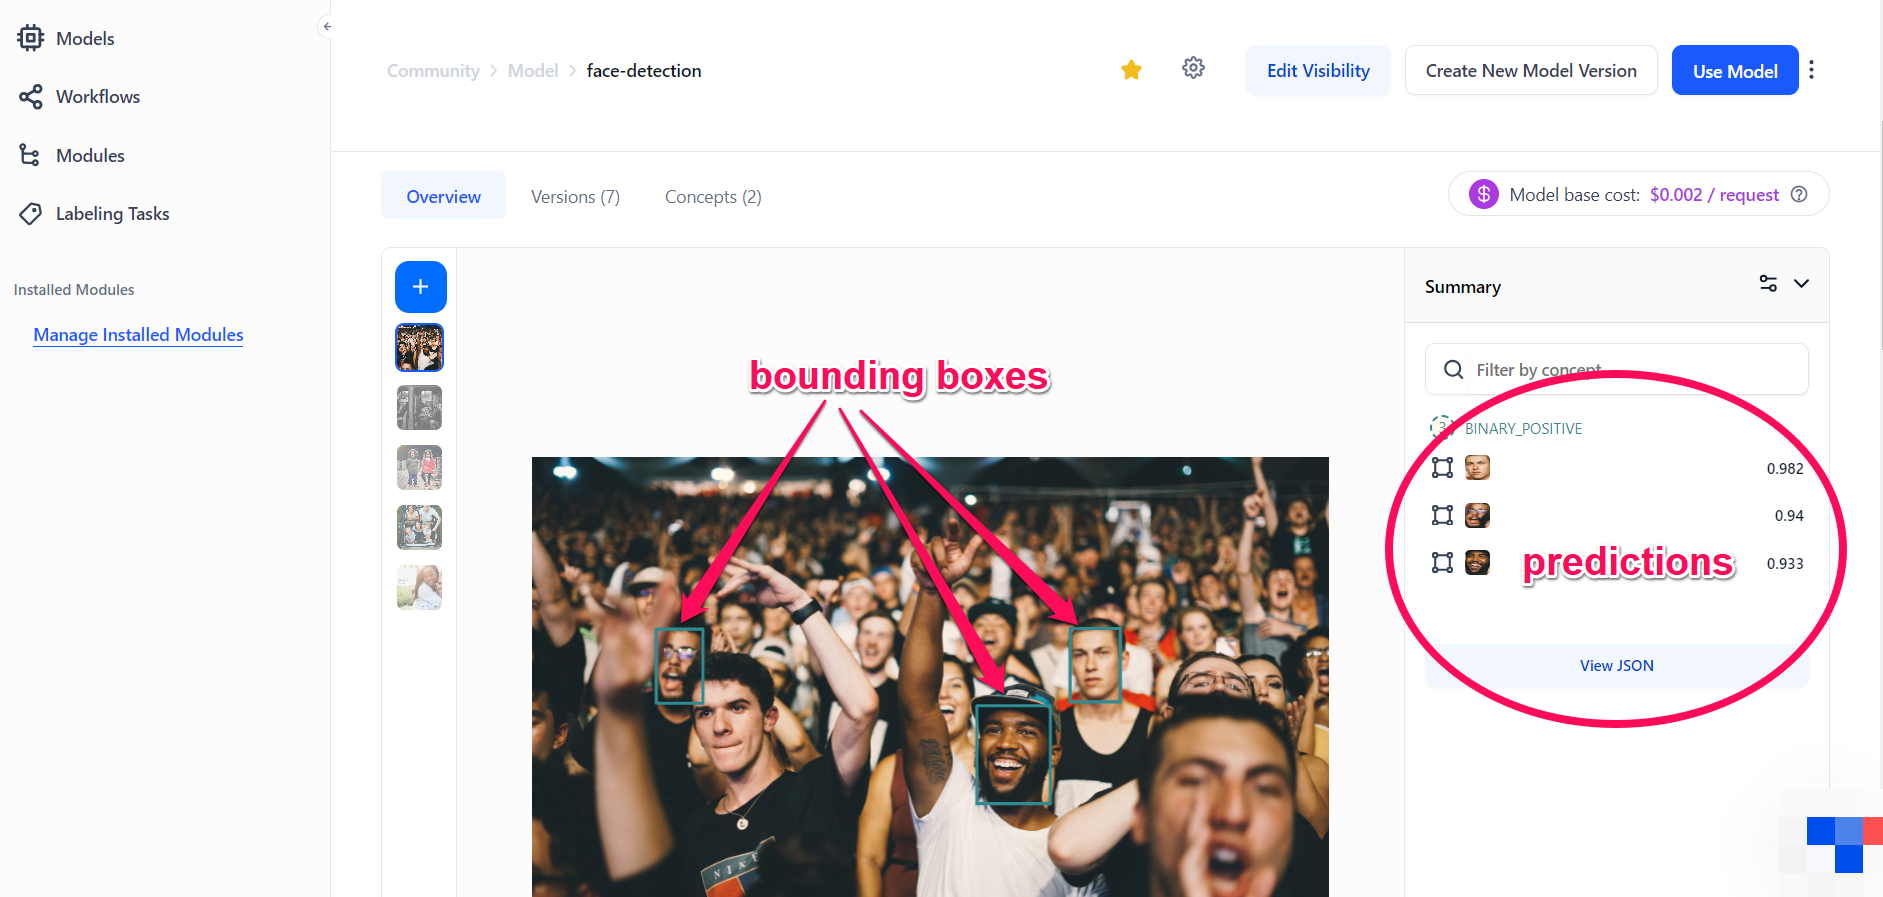 Models
Workflows
Modules
Labeling Tasks
Installed Modules
Manage Installed Modules
Community > Model > face-detection
Edit Visibility
Create New Model Version
Use Model
Overview
Versions (7)
Concepts (2)
$ Model base cost: $0.002 / request ?
Summary
Filter by concept
3 BINARY_POSITIVE
0.982
0.94
0.933
View JSON
bounding boxes
predictions
NIKE